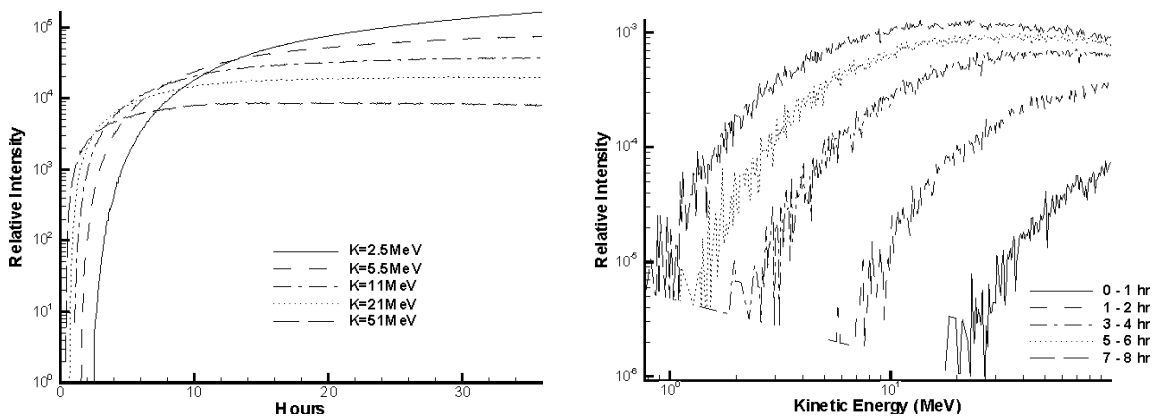 10^5
10^4
10^3
10^2
10^1
10^0
Relative Intensity
0
10
20
30
Hours
K=2.5MeV
K=5.5MeV
K=11MeV
K=21MeV
K=51MeV
10^-3
10^-4
10^-5
10^-6
Relative Intensity
10^0
10^1
Kinetic Energy (MeV)
0 - 1 hr
1 - 2 hr
3 - 4 hr
5 - 6 hr
7 - 8 hr